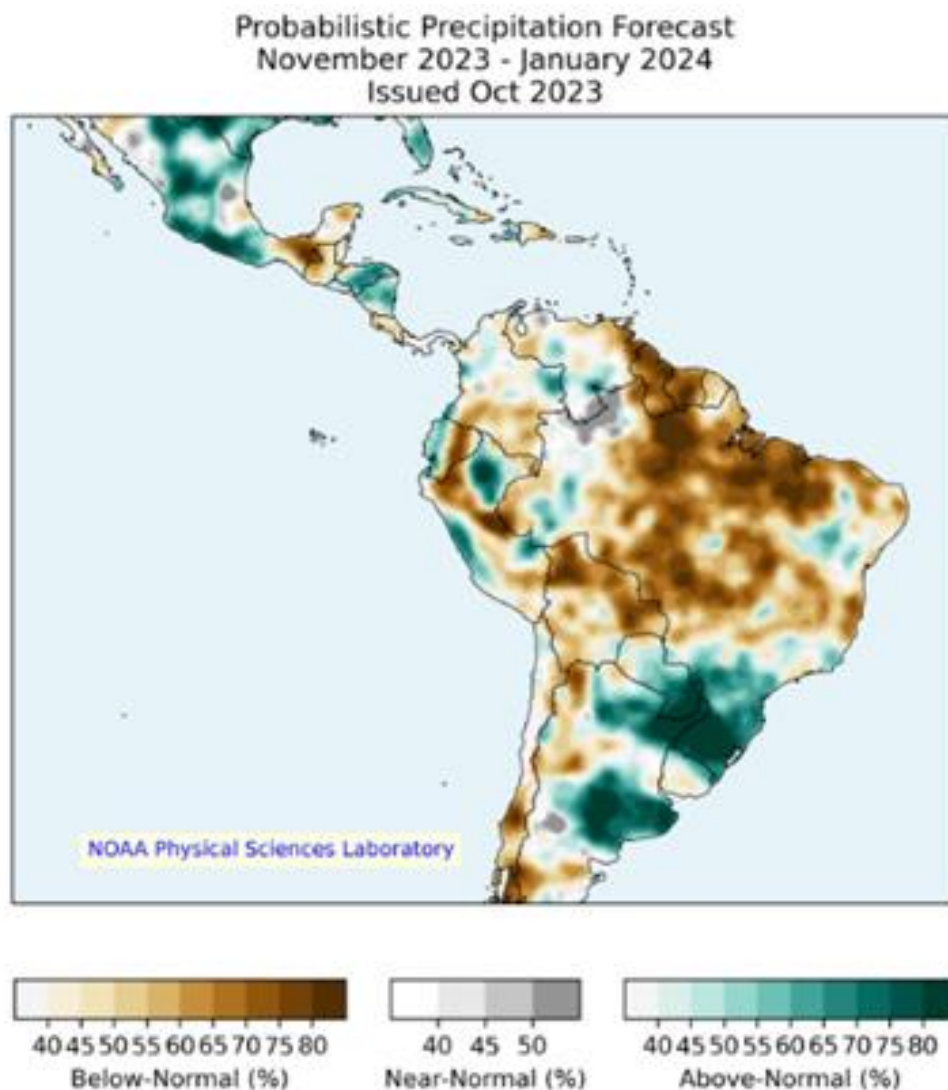 Probabilistic Precipitation Forecast
November 2023 - January 2024
Issued Oct 2023
NOAA Physical Sciences Laboratory
40 45 50 55 60 65 70 75 80
Below-Normal (%)
40 45 50
Near-Normal (%)
40 45 50 55 60 65 70 75 80
Above-Normal (%)